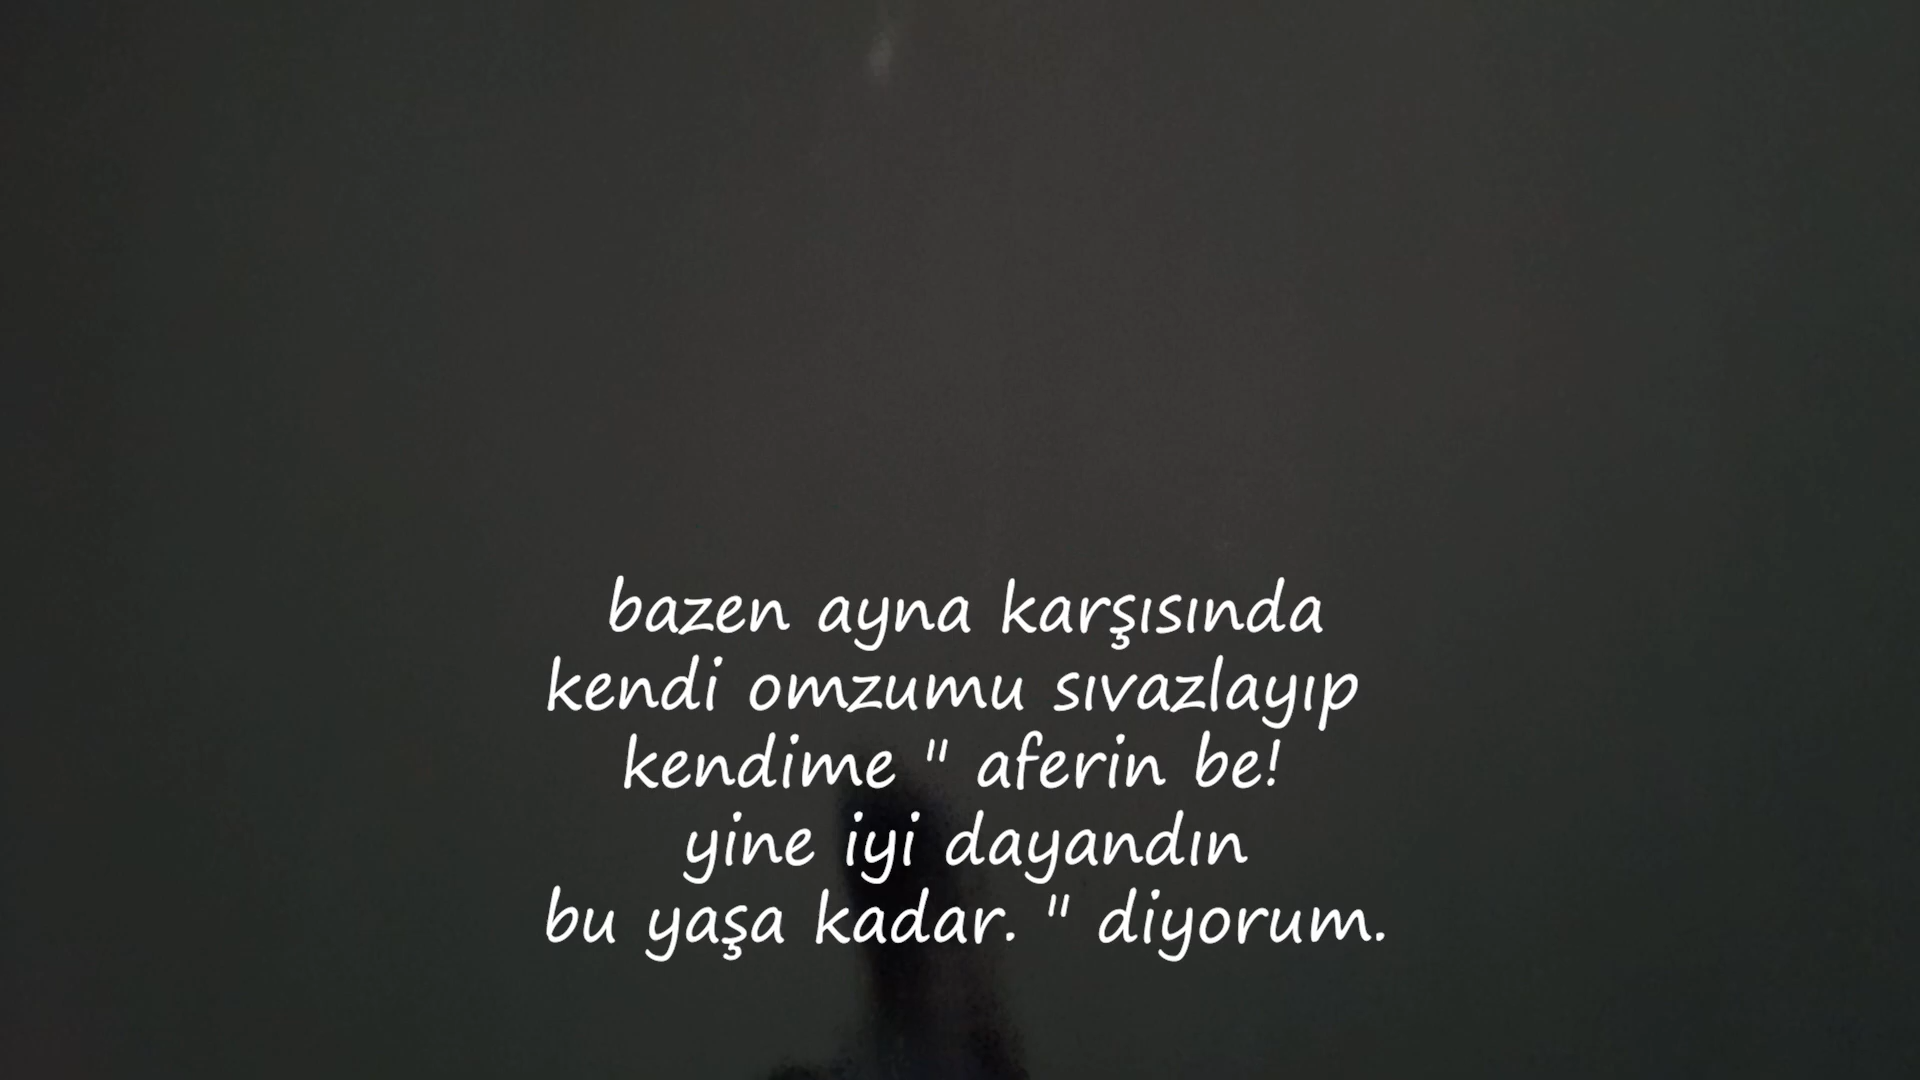 bazen ayna karşısında
kendi omzumu sıvazlayıp
kendime " aferin be!
yine iyi dayandın
bu yaşa kadar. " diyorum.